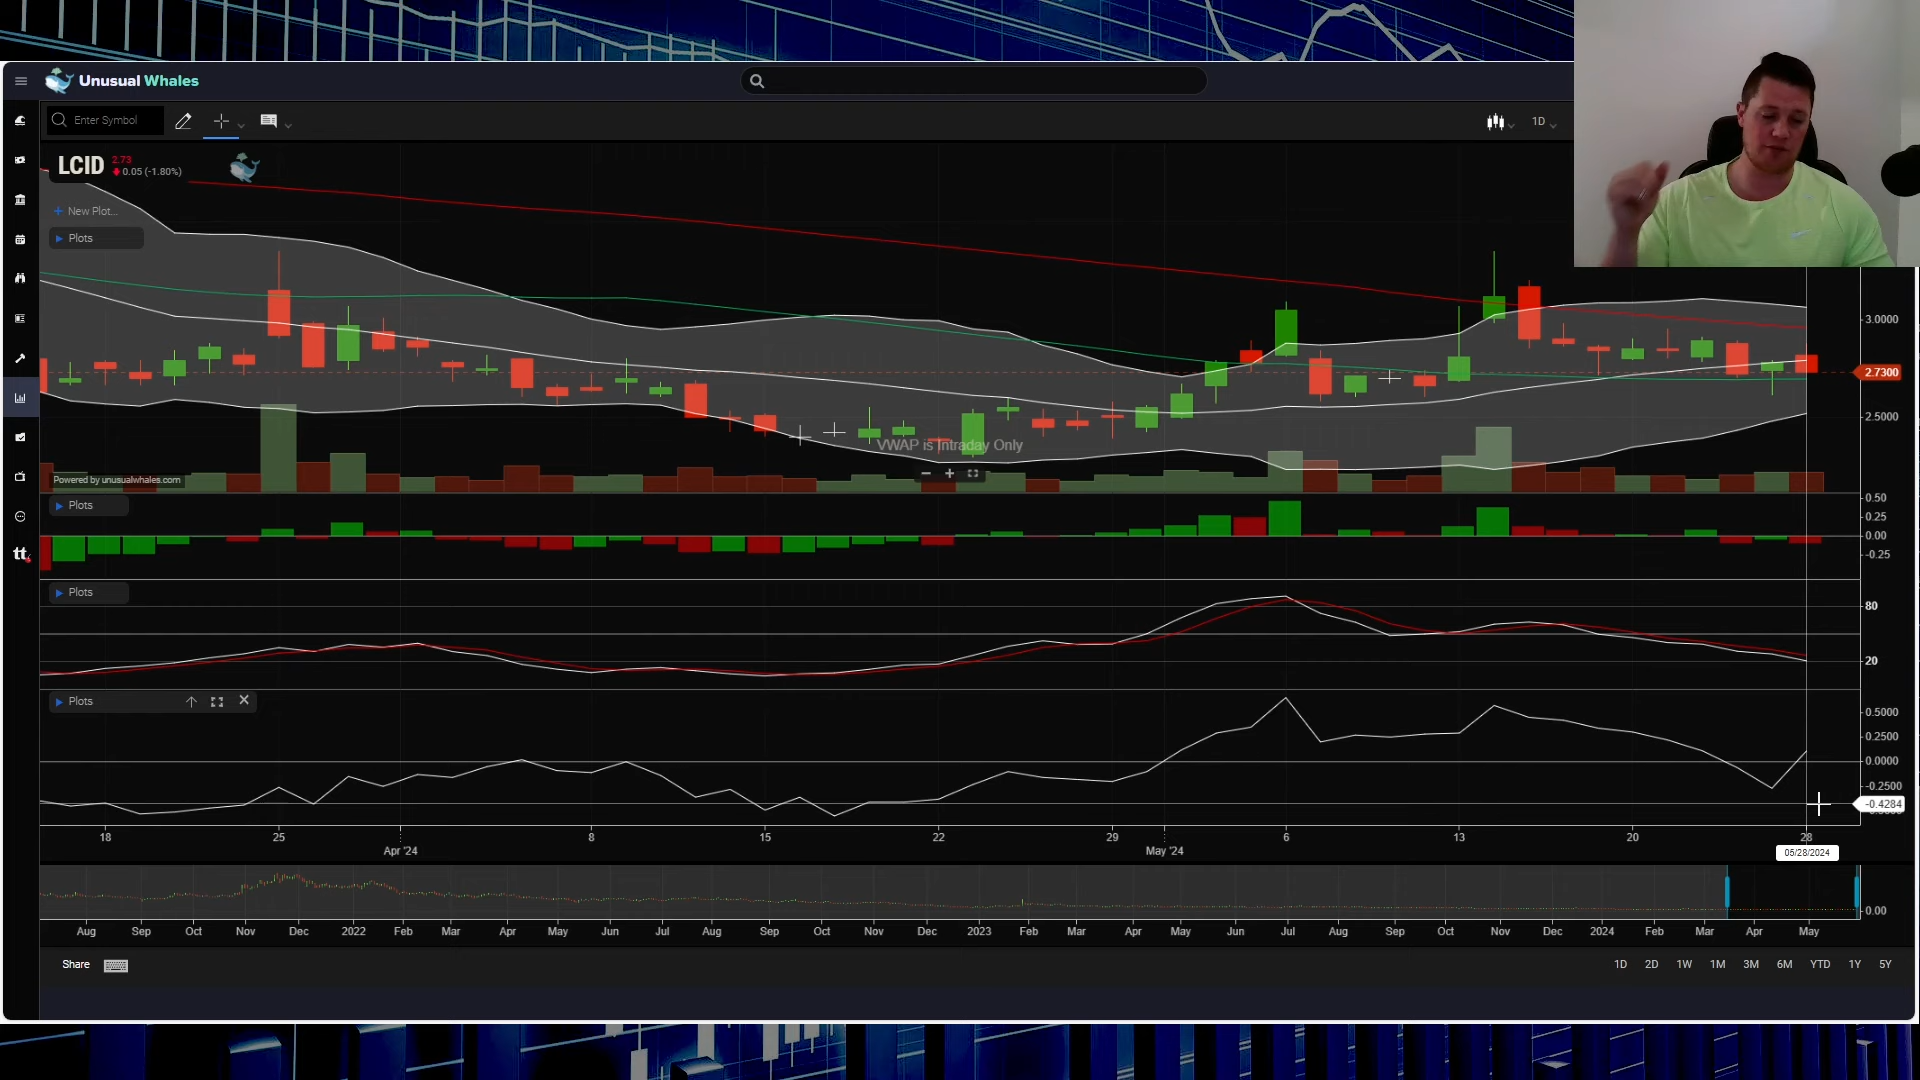 Unusual Whales
Enter Symbol
1D
LCID
2.73
0.05 (-1.80%)
+ New Plot...
Plots
3.0000
2.7300
2.5000
VWAP is Intraday Only
Powered by unusualwhales.com
Plots
0.50
0.25
0.00
-0.25
Plots
80
20
Plots
0.5000
0.2500
0.0000
-0.2500
-0.4284
18 25 8 15 22 29 6 13 20 28
Apr '24 May '24
05/28/2024
0.00
Aug Sep Oct Nov Dec 2022 Feb Mar Apr May Jun Jul Aug Sep Oct Nov Dec 2023 Feb Mar Apr May Jun Jul Aug Sep Oct Nov Dec 2024 Feb Mar Apr May
Share
1D 2D 1W 1M 3M 6M YTD 1Y 5Y
tt